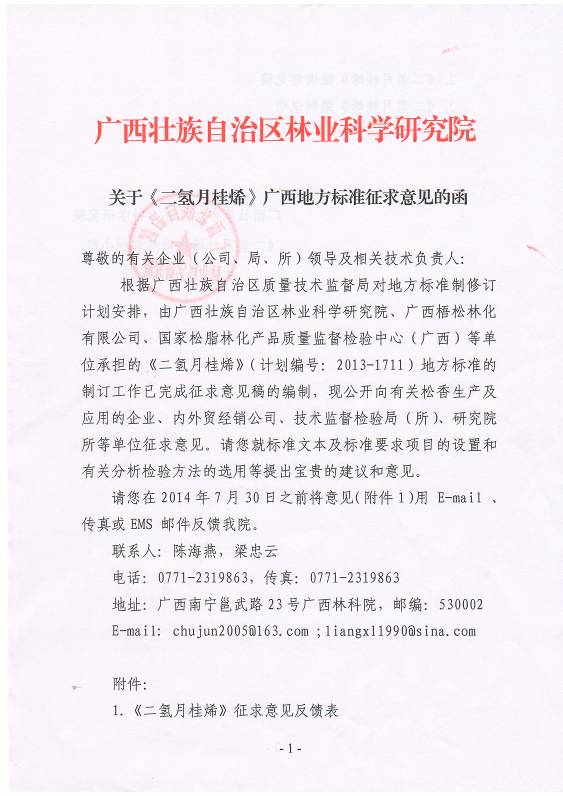 广西壮族自治区林业科学研究院
关于《二氢月桂烯》广西地方标准征求意见的函
尊敬的有关企业（公司、局、所）领导及相关技术负责人：
根据广西壮族自治区质量技术监督局对地方标准制修订
计划安排，由广西壮族自治区林业科学研究院、广西梧松林化
有限公司、国家松脂林化产品质量监督检验中心（广西）等单
位承担的《二氢月桂烯》（计划编号：2013-1711）地方标准的
制订工作已完成征求意见稿的编制，现公开向有关松香生产及
应用的企业、内外贸经销公司、技术监督检验局（所）、研究院
所等单位征求意见。请您就标准文本及标准要求项目的设置和
有关分析检验方法的选用等提出宝贵的建议和意见。
请您在 2014 年 7 月 30 日之前将意见(附件 1)用 E-mail 、
传真或 EMS 邮件反馈我院。
联系人：陈海燕，梁忠云
电话：0771-2319863，传真：0771-2319863
地址：广西南宁邕武路 23 号广西林科院，邮编：530002
E-mail: chujun2005@163.com ;liangxl1990@sina.com
附件：
1.《二氢月桂烯》征求意见反馈表
- 1 -